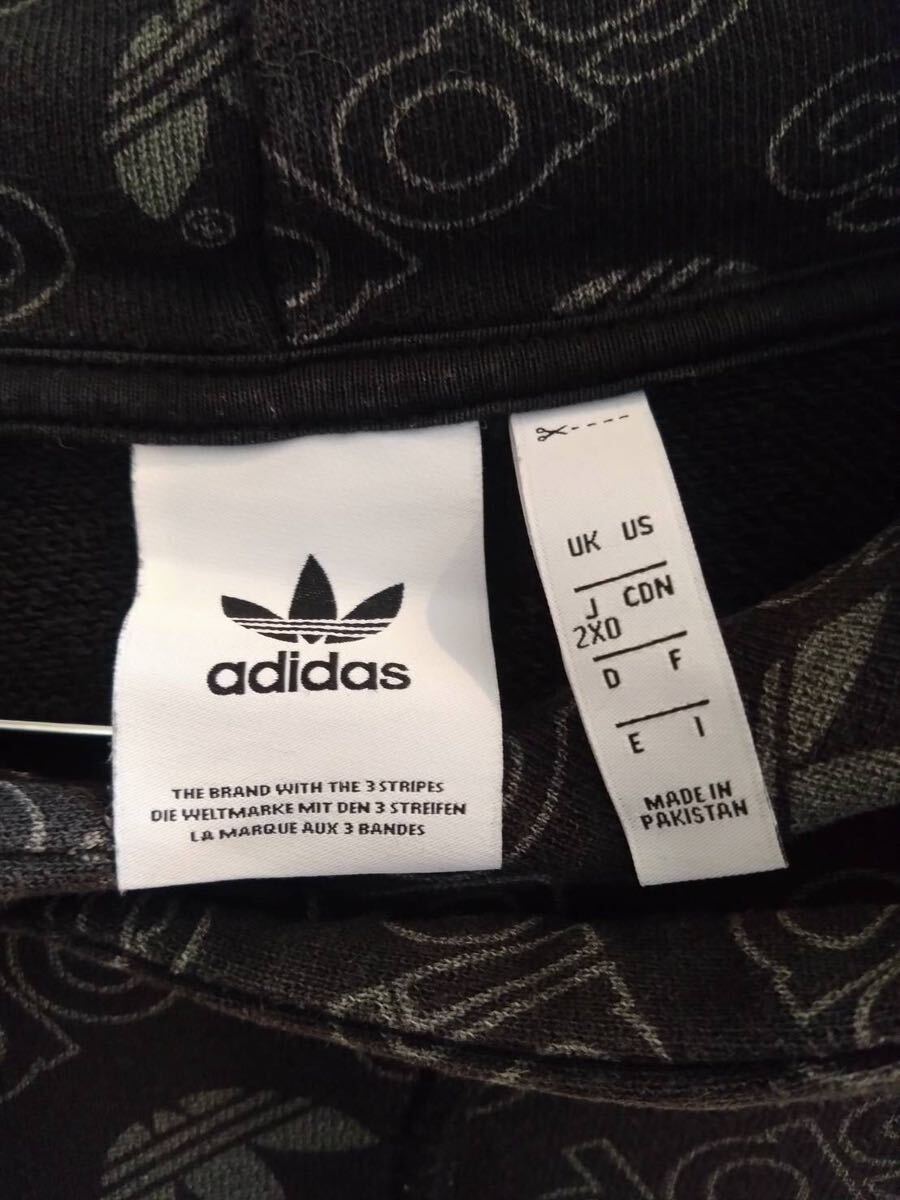 adidas
THE BRAND WITH THE 3 STRIPES
DIE WELTMARKE MIT DEN 3 STREIFEN
LA MARQUE AUX 3 BANDES
UK US
J CDN
2XO
D F
E I
MADE IN
PAKISTAN